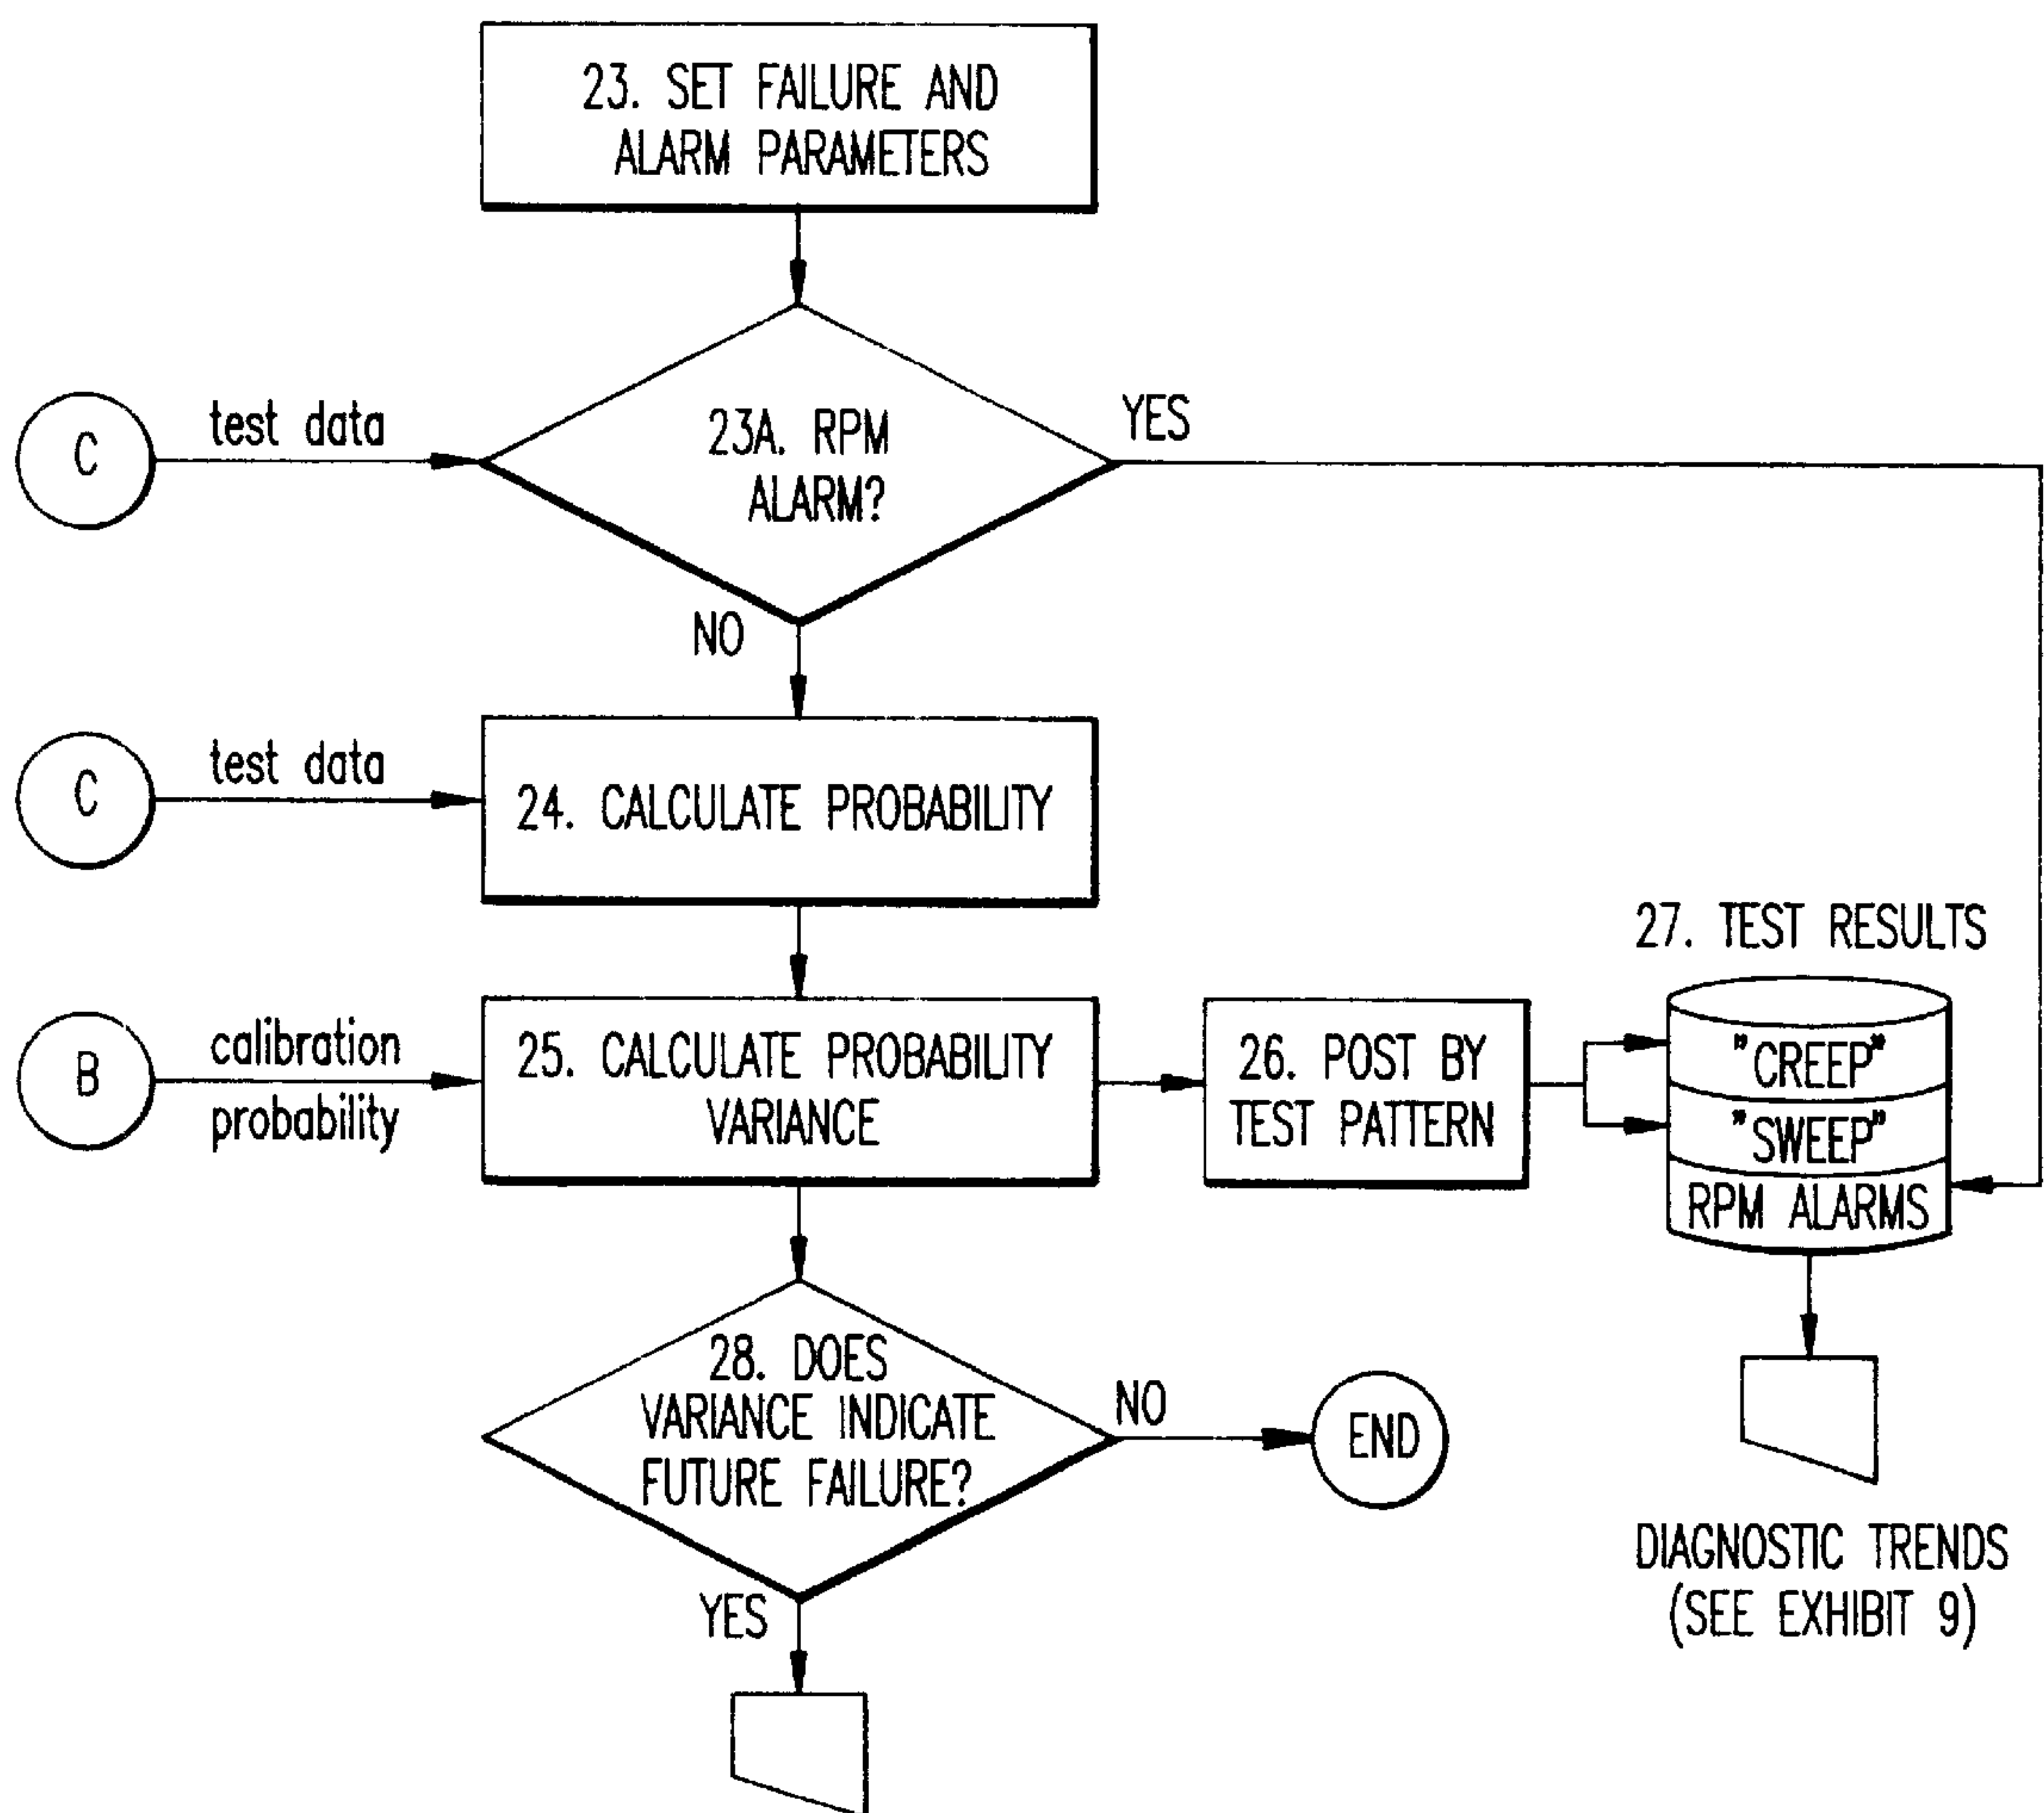 23. SET FAILURE AND
ALARM PARAMETERS
C
test data
23A. RPM
ALARM?
YES
NO
C
test data
24. CALCULATE PROBABILITY
B
calibration
probability
25. CALCULATE PROBABILITY
VARIANCE
26. POST BY
TEST PATTERN
27. TEST RESULTS
"CREEP"
"SWEEP"
RPM ALARMS
28. DOES
VARIANCE INDICATE
FUTURE FAILURE?
NO
END
YES
DIAGNOSTIC TRENDS
(SEE EXHIBIT 9)